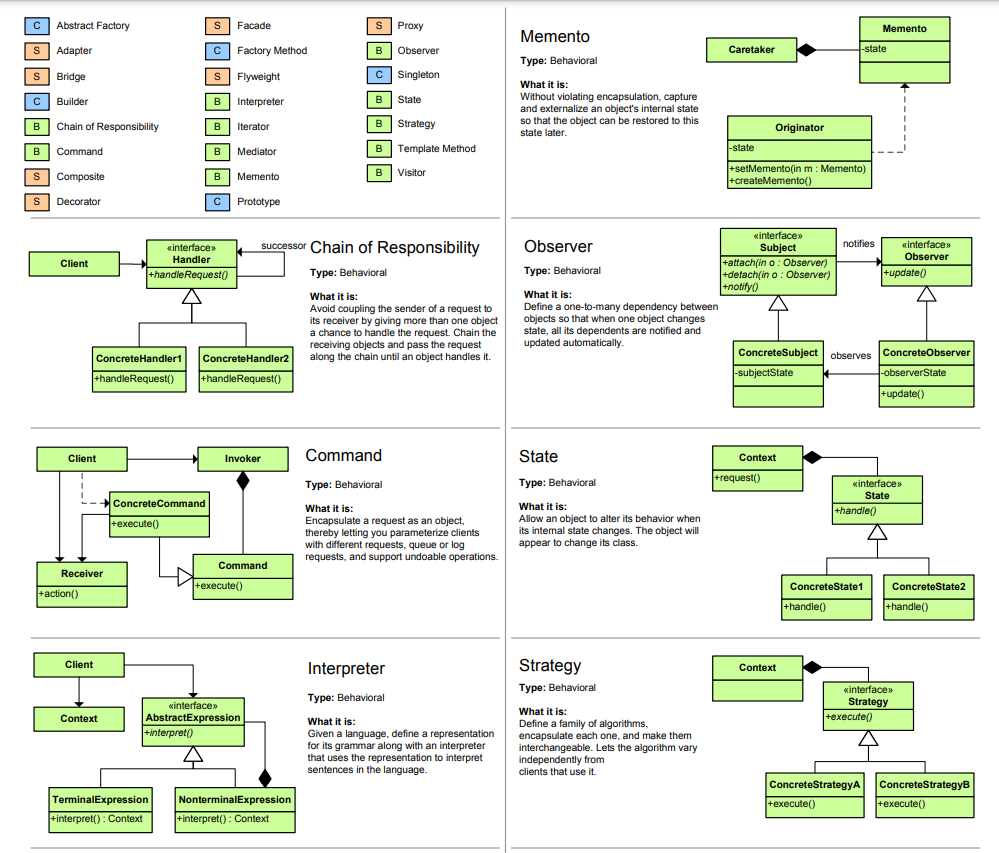 C Abstract Factory
S Adapter
S Bridge
C Builder
B Chain of Responsibility
B Command
S Composite
S Decorator
S Facade
C Factory Method
S Flyweight
B Interpreter
B Iterator
B Mediator
B Memento
C Prototype
S Proxy
B Observer
C Singleton
B State
B Strategy
B Template Method
B Visitor
Memento
Type: Behavioral
What it is:
Without violating encapsulation, capture
and externalize an object's internal state
so that the object can be restored to this
state later.
Caretaker
Memento
-state
Originator
-state
+setMemento(in m : Memento)
+createMemento()
Client
«interface»
Handler
+handleRequest()
successor
ConcreteHandler1
+handleRequest()
ConcreteHandler2
+handleRequest()
Chain of Responsibility
Type: Behavioral
What it is:
Avoid coupling the sender of a request to
its receiver by giving more than one object
a chance to handle the request. Chain the
receiving objects and pass the request
along the chain until an object handles it.
Observer
Type: Behavioral
What it is:
Define a one-to-many dependency between
objects so that when one object changes
state, all its dependents are notified and
updated automatically.
«interface»
Subject
+attach(in o : Observer)
+detach(in o : Observer)
+notify()
notifies
«interface»
Observer
+update()
ConcreteSubject
-subjectState
observes
ConcreteObserver
-observerState
+update()
Client
Invoker
ConcreteCommand
+execute()
Receiver
+action()
Command
+execute()
Command
Type: Behavioral
What it is:
Encapsulate a request as an object,
thereby letting you parameterize clients
with different requests, queue or log
requests, and support undoable operations.
State
Type: Behavioral
What it is:
Allow an object to alter its behavior when
its internal state changes. The object will
appear to change its class.
Context
+request()
«interface»
State
+handle()
ConcreteState1
+handle()
ConcreteState2
+handle()
Client
Context
«interface»
AbstractExpression
+interpret()
TerminalExpression
+interpret() : Context
NonterminalExpression
+interpret() : Context
Interpreter
Type: Behavioral
What it is:
Given a language, define a representation
for its grammar along with an interpreter
that uses the representation to interpret
sentences in the language.
Strategy
Type: Behavioral
What it is:
Define a family of algorithms,
encapsulate each one, and make them
interchangeable. Lets the algorithm vary
independently from
clients that use it.
Context
«interface»
Strategy
+execute()
ConcreteStrategyA
+execute()
ConcreteStrategyB
+execute()